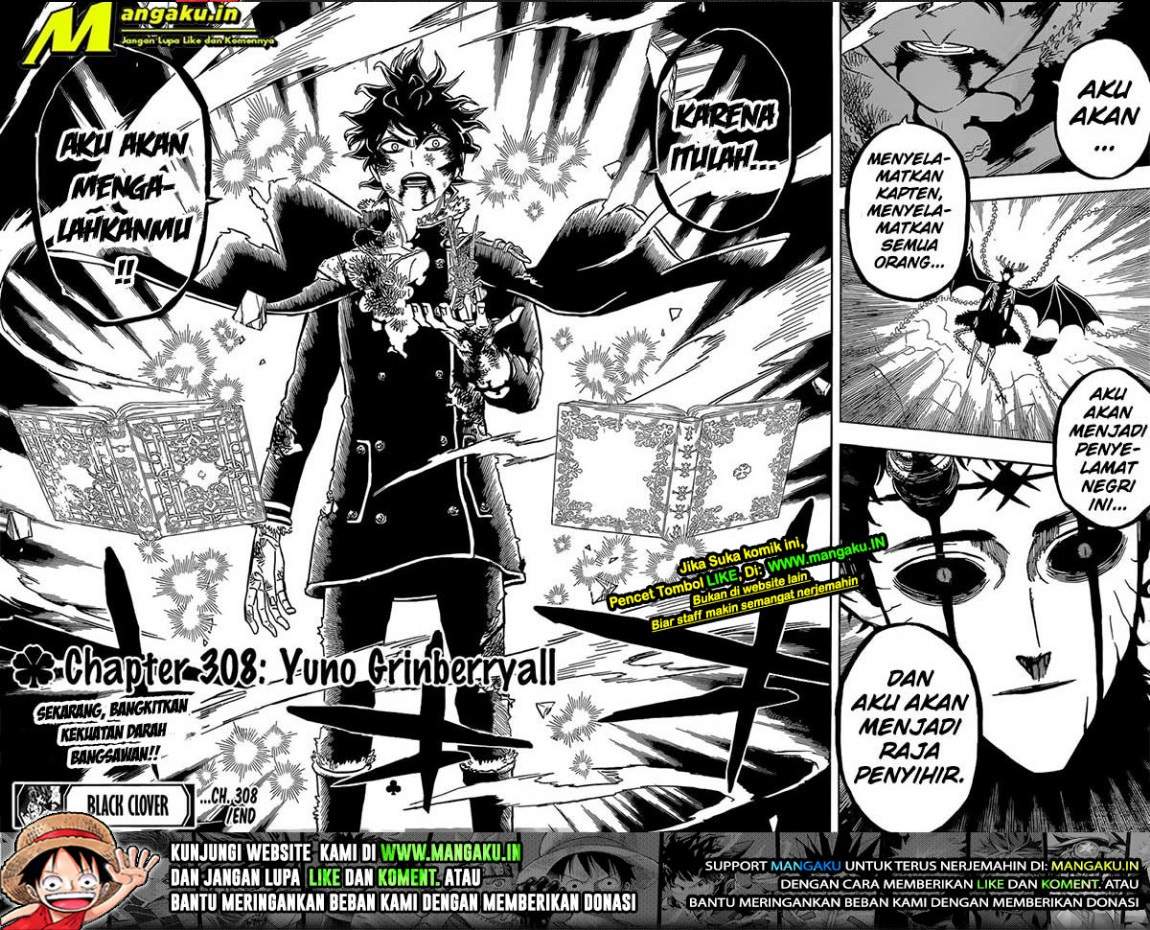 Mangaku.in
Jangan Lupa Like dan Komennya
AKU
AKAN
...
MENYELA-
MATKAN
KAPTEN,
MENYELA-
MATKAN
SEMUA
ORANG...
AKU
AKAN
MENJADI
PENYE-
LAMAT
NEGRI
INI...
DAN
AKU AKAN
MENJADI
RAJA
PENYIHIR.
KARENA
ITULAH...
AKU AKAN
MENGA-
LAHKANMU
!!
Jika Suka komik ini,
Pencet Tombol LIKE, Di: WWW.mangaku.IN
Bukan di website lain
Biar staff makin semangat nerjemahin
Chapter 308: Yuno Grinberryall
SEKARANG, BANGKITKAN
KEKUATAN DARAH
BANGSAWAN!!
BLACK CLOVER
...CH. 308
/END
KUNJUNGI WEBSITE KAMI DI WWW.MANGAKU.IN
DAN JANGAN LUPA LIKE DAN KOMENT. ATAU
BANTU MERINGANKAN BEBAN KAMI DENGAN MEMBERIKAN DONASI
SUPPORT MANGAKU UNTUK TERUS NERJEMAHIN DI: MANGAKU.IN
DENGAN CARA MEMBERIKAN LIKE DAN KOMENT. ATAU
BANTU MERINGANKAN BEBAN KAMI DENGAN MEMBERIKAN DONASI